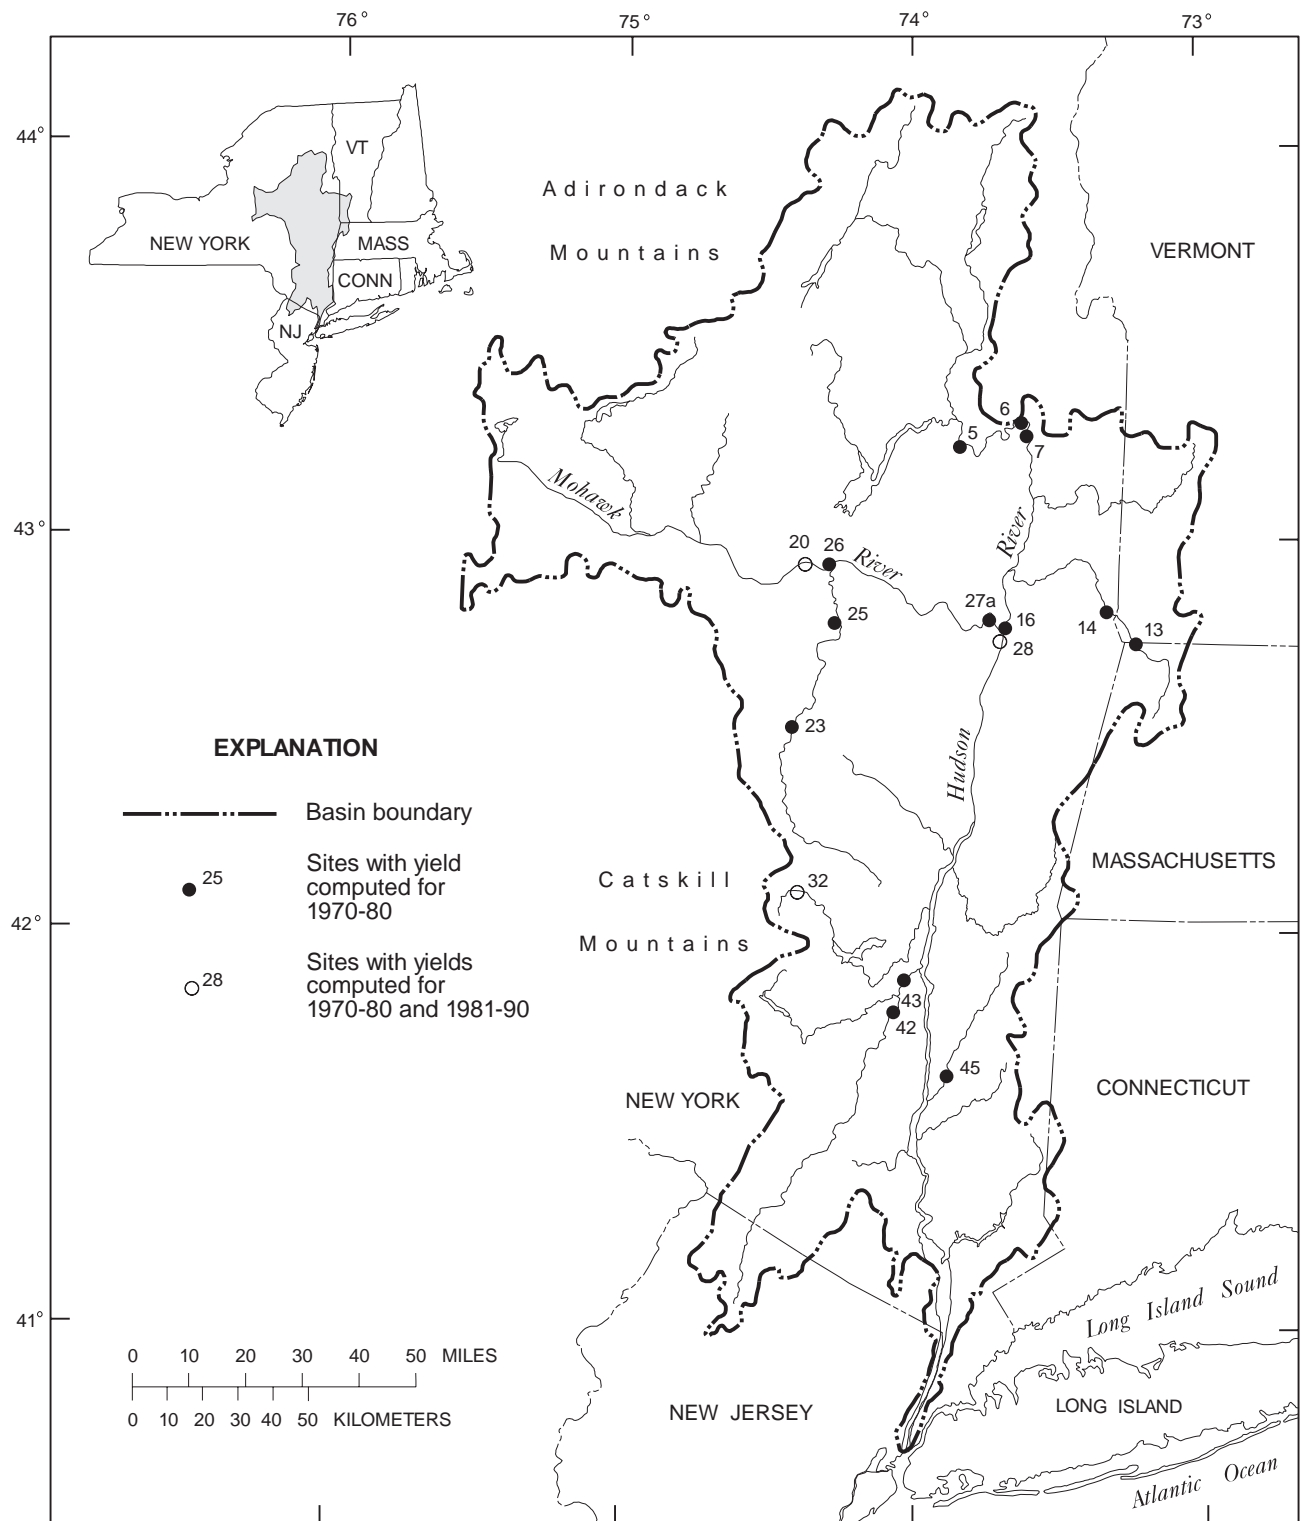 76°
75°
74°
73°
44°
VT
Adirondack
Mountains
NEW YORK
MASS
CONN
NJ
VERMONT
6
5
7
Mohawk
43°
River
20
26
River
27a
16
25
14
13
28
23
Hudson
EXPLANATION
Basin boundary
25
Sites with yield
computed for
1970-80
28
Sites with yields
computed for
1970-80 and 1981-90
MASSACHUSETTS
Catskill
32
42°
Mountains
43
42
45
NEW YORK
CONNECTICUT
41°
Long Island Sound
0 10 20 30 40 50 MILES
0 10 20 30 40 50 KILOMETERS
NEW JERSEY
LONG ISLAND
Atlantic Ocean